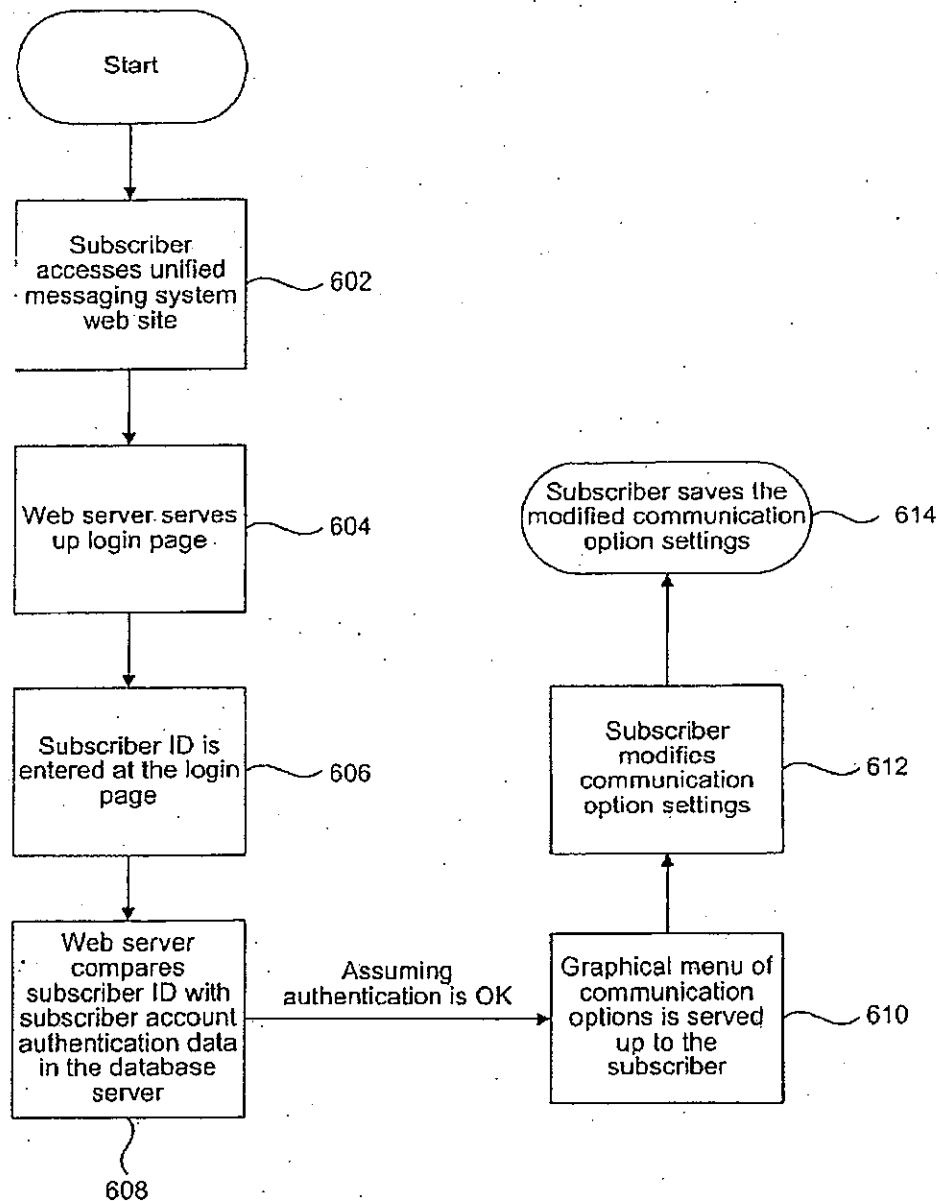 Start
Subscriber
accesses unified
messaging system
web site
602
Web server serves
up login page
604
Subscriber ID is
entered at the login
page
606
Web server
compares
subscriber ID with
subscriber account
authentication data
in the database
server
608
Assuming
authentication is OK
Graphical menu of
communication
options is served
up to the
subscriber
610
Subscriber
modifies
communication
option settings
612
Subscriber saves the
modified communication
option settings
614